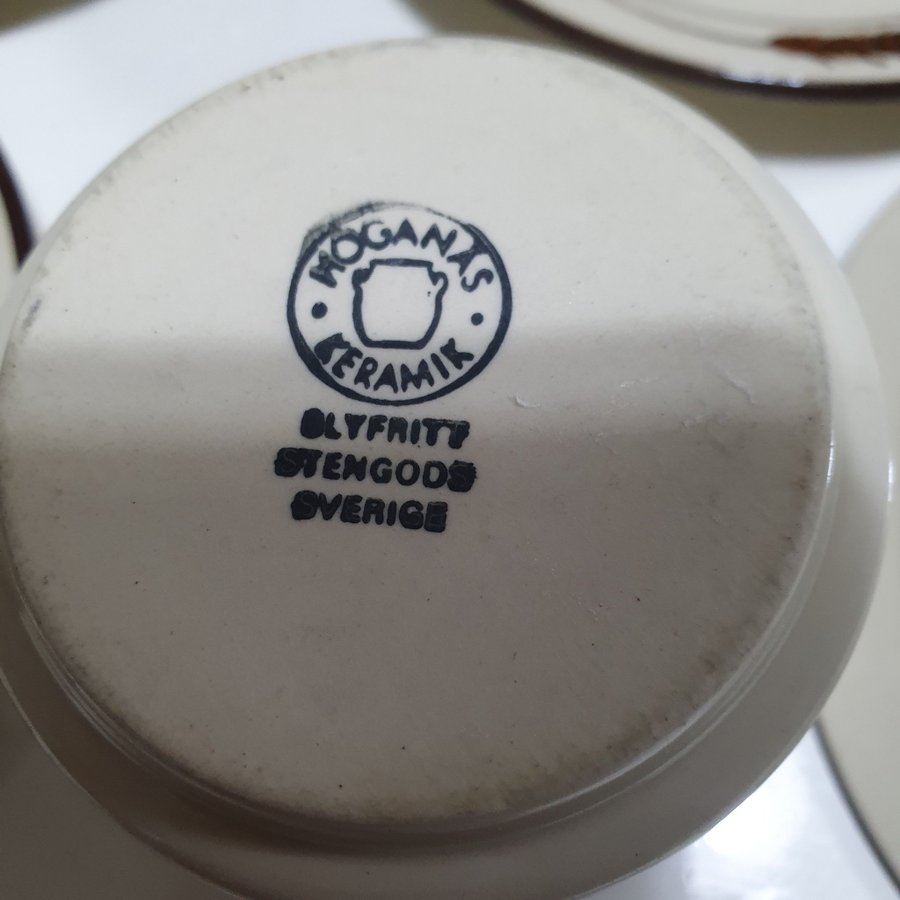 HÖGANÄS
KERAMIK
BLYFRITT
STENGODS
SVERIGE